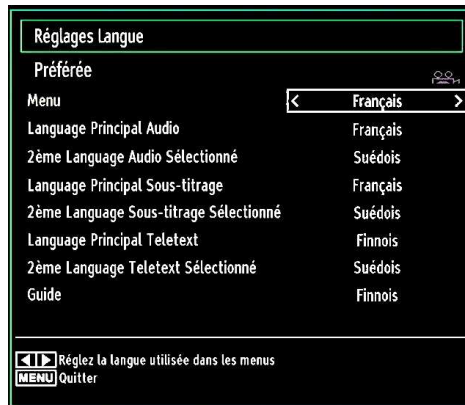 Réglages Langue
Préférée
Menu < Français >
Language Principal Audio Français
2ème Language Audio Sélectionné Suédois
Language Principal Sous-titrage Français
2ème Language Sous-titrage Sélectionné Suédois
Language Principal Teletext Finnois
2ème Language Teletext Sélectionné Suédois
Guide Finnois
Réglez la langue utilisée dans les menus
MENU Quitter